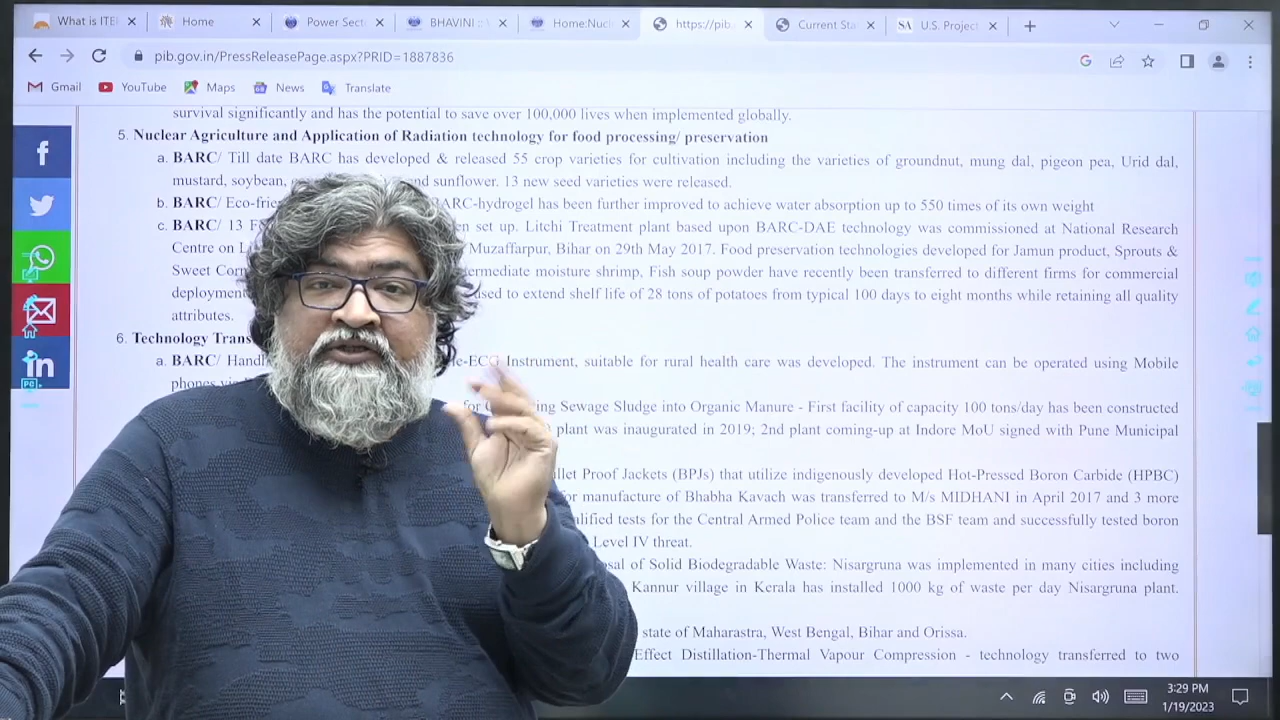 What is ITE
Home
Power Sect
BHAVINI ::
Home:Nucl
https://pib.
Current Sta
SA U.S. Project
pib.gov.in/PressReleasePage.aspx?PRID=1887836
Gmail
YouTube
Maps
News
Translate
survival significantly and has the potential to save over 100,000 lives when implemented globally.
5. Nuclear Agriculture and Application of Radiation technology for food processing/ preservation
a. BARC/ Till date BARC has developed & released 55 crop varieties for cultivation including the varieties of groundnut, mung dal, pigeon pea, Urid dal,
mustard, soybean, and sunflower. 13 new seed varieties were released.
b. BARC/ Eco-frie BARC-hydrogel has been further improved to achieve water absorption up to 550 times of its own weight
c. BARC/ 13 F en set up. Litchi Treatment plant based upon BARC-DAE technology was commissioned at National Research
Centre on L Muzaffarpur, Bihar on 29th May 2017. Food preservation technologies developed for Jamun product, Sprouts &
Sweet Corn termediate moisture shrimp, Fish soup powder have recently been transferred to different firms for commercial
deploymen used to extend shelf life of 28 tons of potatoes from typical 100 days to eight months while retaining all quality
attributes.
6. Technology Trans
a. BARC/ Handh le-ECG Instrument, suitable for rural health care was developed. The instrument can be operated using Mobile
phones vi
for ing Sewage Sludge into Organic Manure - First facility of capacity 100 tons/day has been constructed
plant was inaugurated in 2019; 2nd plant coming-up at Indore MoU signed with Pune Municipal
llet Proof Jackets (BPJs) that utilize indigenously developed Hot-Pressed Boron Carbide (HPBC)
or manufacture of Bhabha Kavach was transferred to M/s MIDHANI in April 2017 and 3 more
alified tests for the Central Armed Police team and the BSF team and successfully tested boron
Level IV threat.
osal of Solid Biodegradable Waste: Nisargruna was implemented in many cities including
Kannur village in Kerala has installed 1000 kg of waste per day Nisargruna plant.
state of Maharastra, West Bengal, Bihar and Orissa.
Effect Distillation-Thermal Vapour Compression - technology transferred to two
3:29 PM
1/19/2023